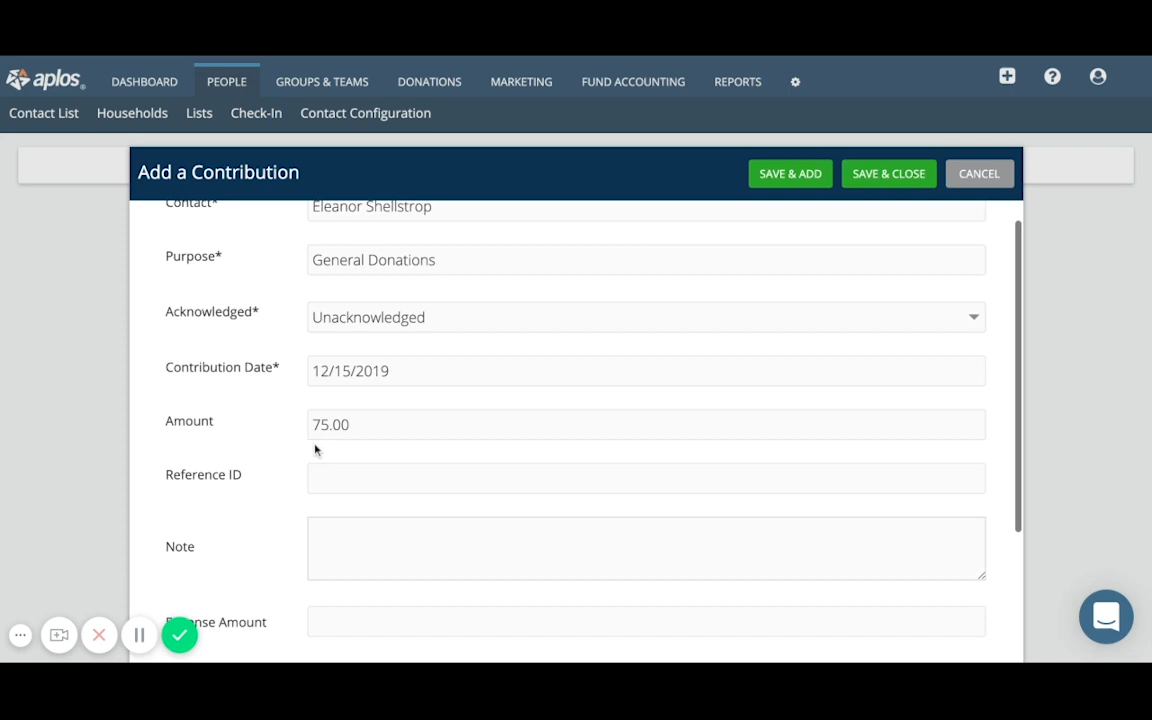 aplos
DASHBOARD PEOPLE GROUPS & TEAMS DONATIONS MARKETING FUND ACCOUNTING REPORTS
Contact List Households Lists Check-In Contact Configuration
Add a Contribution SAVE & ADD SAVE & CLOSE CANCEL
Contact* Eleanor Shellstrop
Purpose* General Donations
Acknowledged* Unacknowledged
Contribution Date* 12/15/2019
Amount 75.00
Reference ID
Note
nse Amount